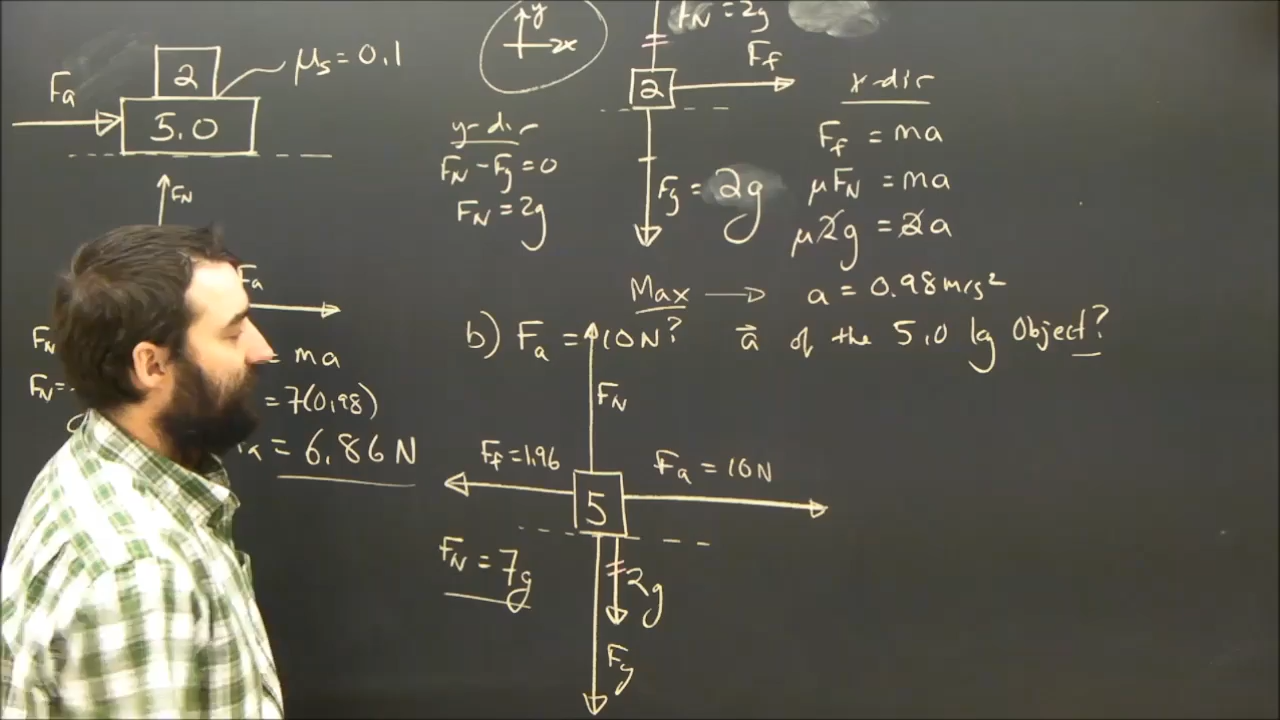 2
μs = 0.1
Fa
5.0
FN
Fa
= ma
= 7(0.98)
= 6.86 N
y
2x
y-dir
FN - Fg = 0
FN = 2g
FN = 2g
2
Ff
Fg = 2g
x-dir
Ff = ma
μFN = ma
μ2g = 2a
Max → a = 0.98 m/s²
b) Fa = 10N? a⃗ of the 5.0 kg Object?
FN
Ff = 1.96
Fa = 10N
5
FN = 7g
2g
Fg